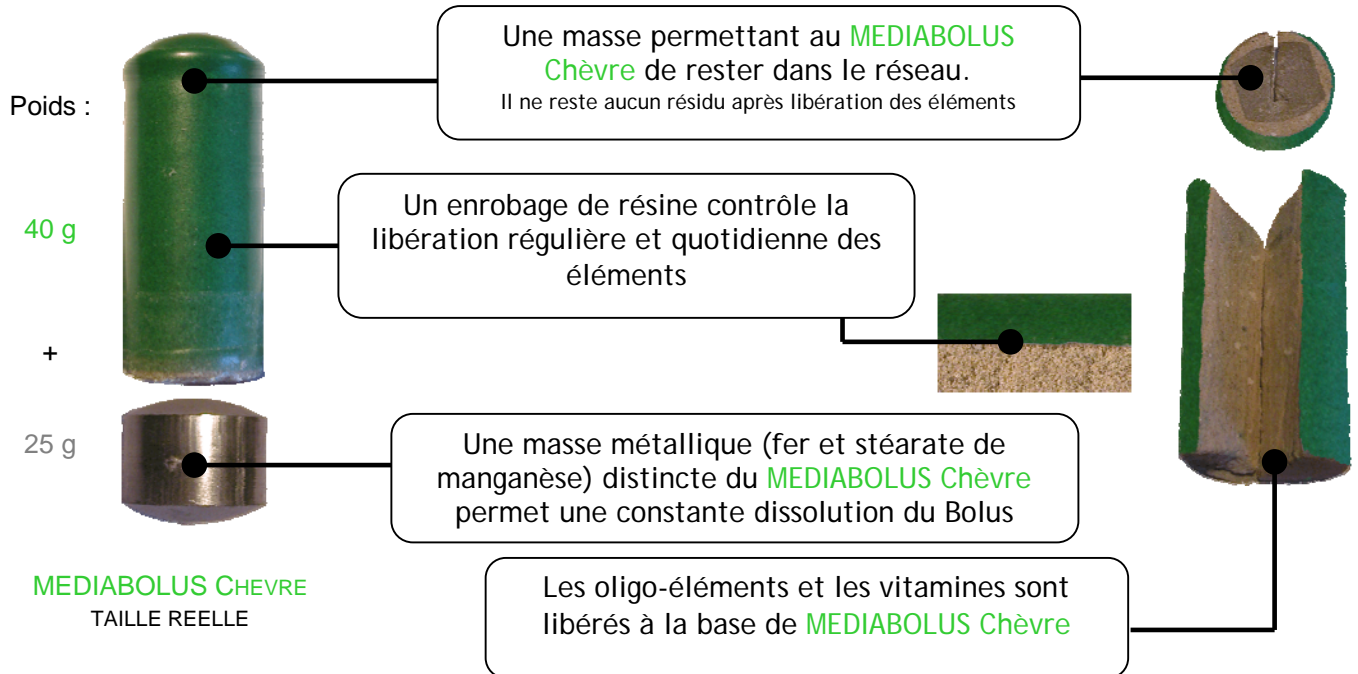 Une masse permettant au MEDIABOLUS
Chèvre de rester dans le réseau.
Il ne reste aucun résidu après libération des éléments
Poids :
40 g
Un enrobage de résine contrôle la
libération régulière et quotidienne des
éléments
+
25 g
Une masse métallique (fer et stéarate de
manganèse) distincte du MEDIABOLUS Chèvre
permet une constante dissolution du Bolus
MEDIABOLUS CHEVRE
TAILLE REELLE
Les oligo-éléments et les vitamines sont
libérés à la base de MEDIABOLUS Chèvre